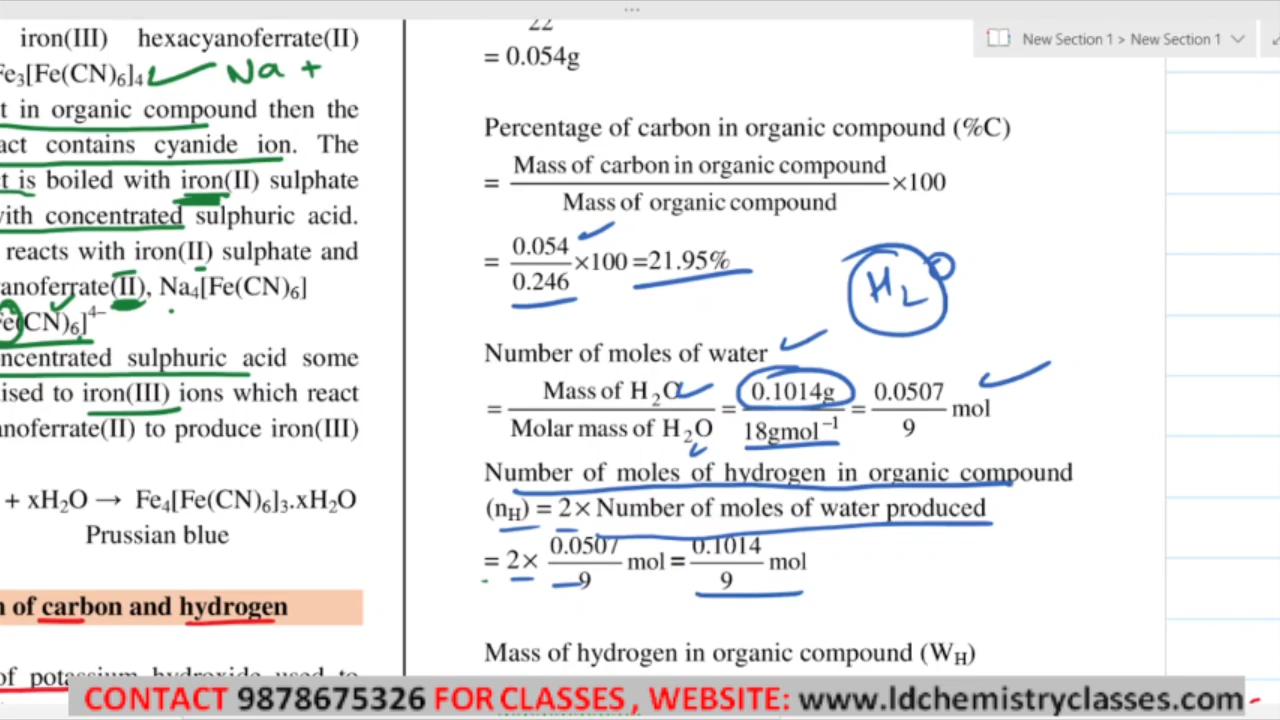 New Section 1 > New Section 1
iron(III) hexacyanoferrate(II)
Fe₃[Fe(CN)₆]₄ Na +
t in organic compound then the
act contains cyanide ion. The
t is boiled with iron(II) sulphate
with concentrated sulphuric acid.
reacts with iron(II) sulphate and
anoferrate(II), Na₄[Fe(CN)₆]
Fe(CN)₆]⁴⁻
oncentrated sulphuric acid some
ised to iron(III) ions which react
anoferrate(II) to produce iron(III)
+ xH₂O → Fe₄[Fe(CN)₆]₃.xH₂O
Prussian blue
n of carbon and hydrogen
of potassium hydroxide used to
22
= 0.054g
Percentage of carbon in organic compound (%C)
= Mass of carbon in organic compound / Mass of organic compound ×100
= 0.054 / 0.246 ×100 =21.95%
H₂O
Number of moles of water
= Mass of H₂O / Molar mass of H₂O = 0.1014g / 18gmol⁻¹ = 0.0507 / 9 mol
Number of moles of hydrogen in organic compound
(n_H) = 2× Number of moles of water produced
= 2× 0.0507 / 9 mol = 0.1014 / 9 mol
Mass of hydrogen in organic compound (W_H)
CONTACT 9878675326 FOR CLASSES , WEBSITE: www.ldchemistryclasses.com